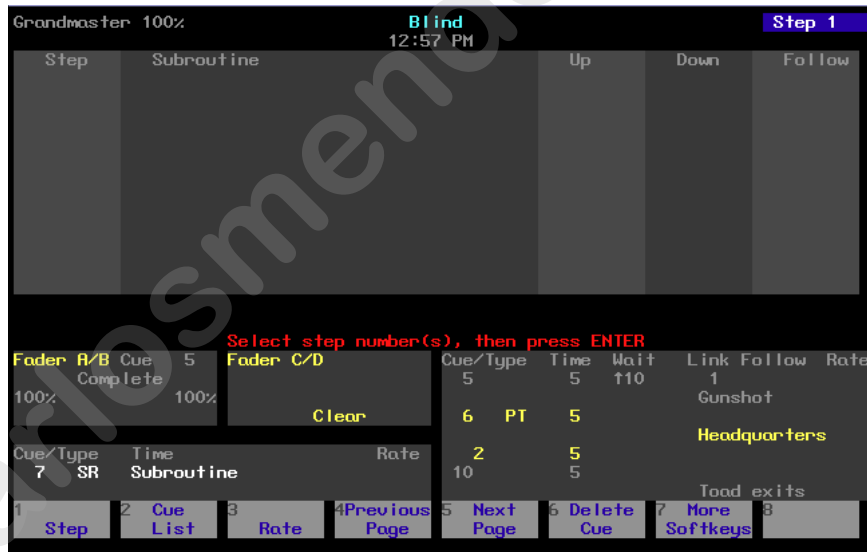 Grandmaster 100% Blind Step 1
12:57 PM
Step Subroutine Up Down Follow
Select step number(s), then press ENTER
Fader A/B Cue 5 Fader C/D Cue/Type Time Wait Link Follow Rate
Complete 5 5 ↑10 1
100% 100% Gunshot
Clear 6 PT 5
Headquarters
Cue/Type Time Rate 2 5
7 SR Subroutine 10 5
Toad exits
1 Step 2 Cue List 3 Rate 4 Previous Page 5 Next Page 6 Delete Cue 7 More Softkeys 8